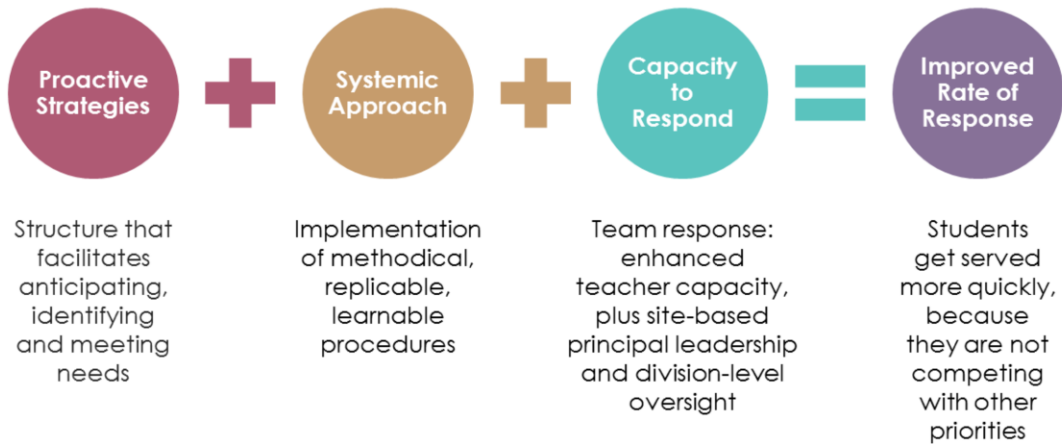 Proactive
Strategies
Systemic
Approach
Capacity
to
Respond
Improved
Rate of
Response
Structure that
facilitates
anticipating,
identifying
and meeting
needs
Implementation
of methodical,
replicable,
learnable
procedures
Team response:
enhanced
teacher capacity,
plus site-based
principal leadership
and division-level
oversight
Students
get served
more quickly,
because
they are not
competing
with other
priorities